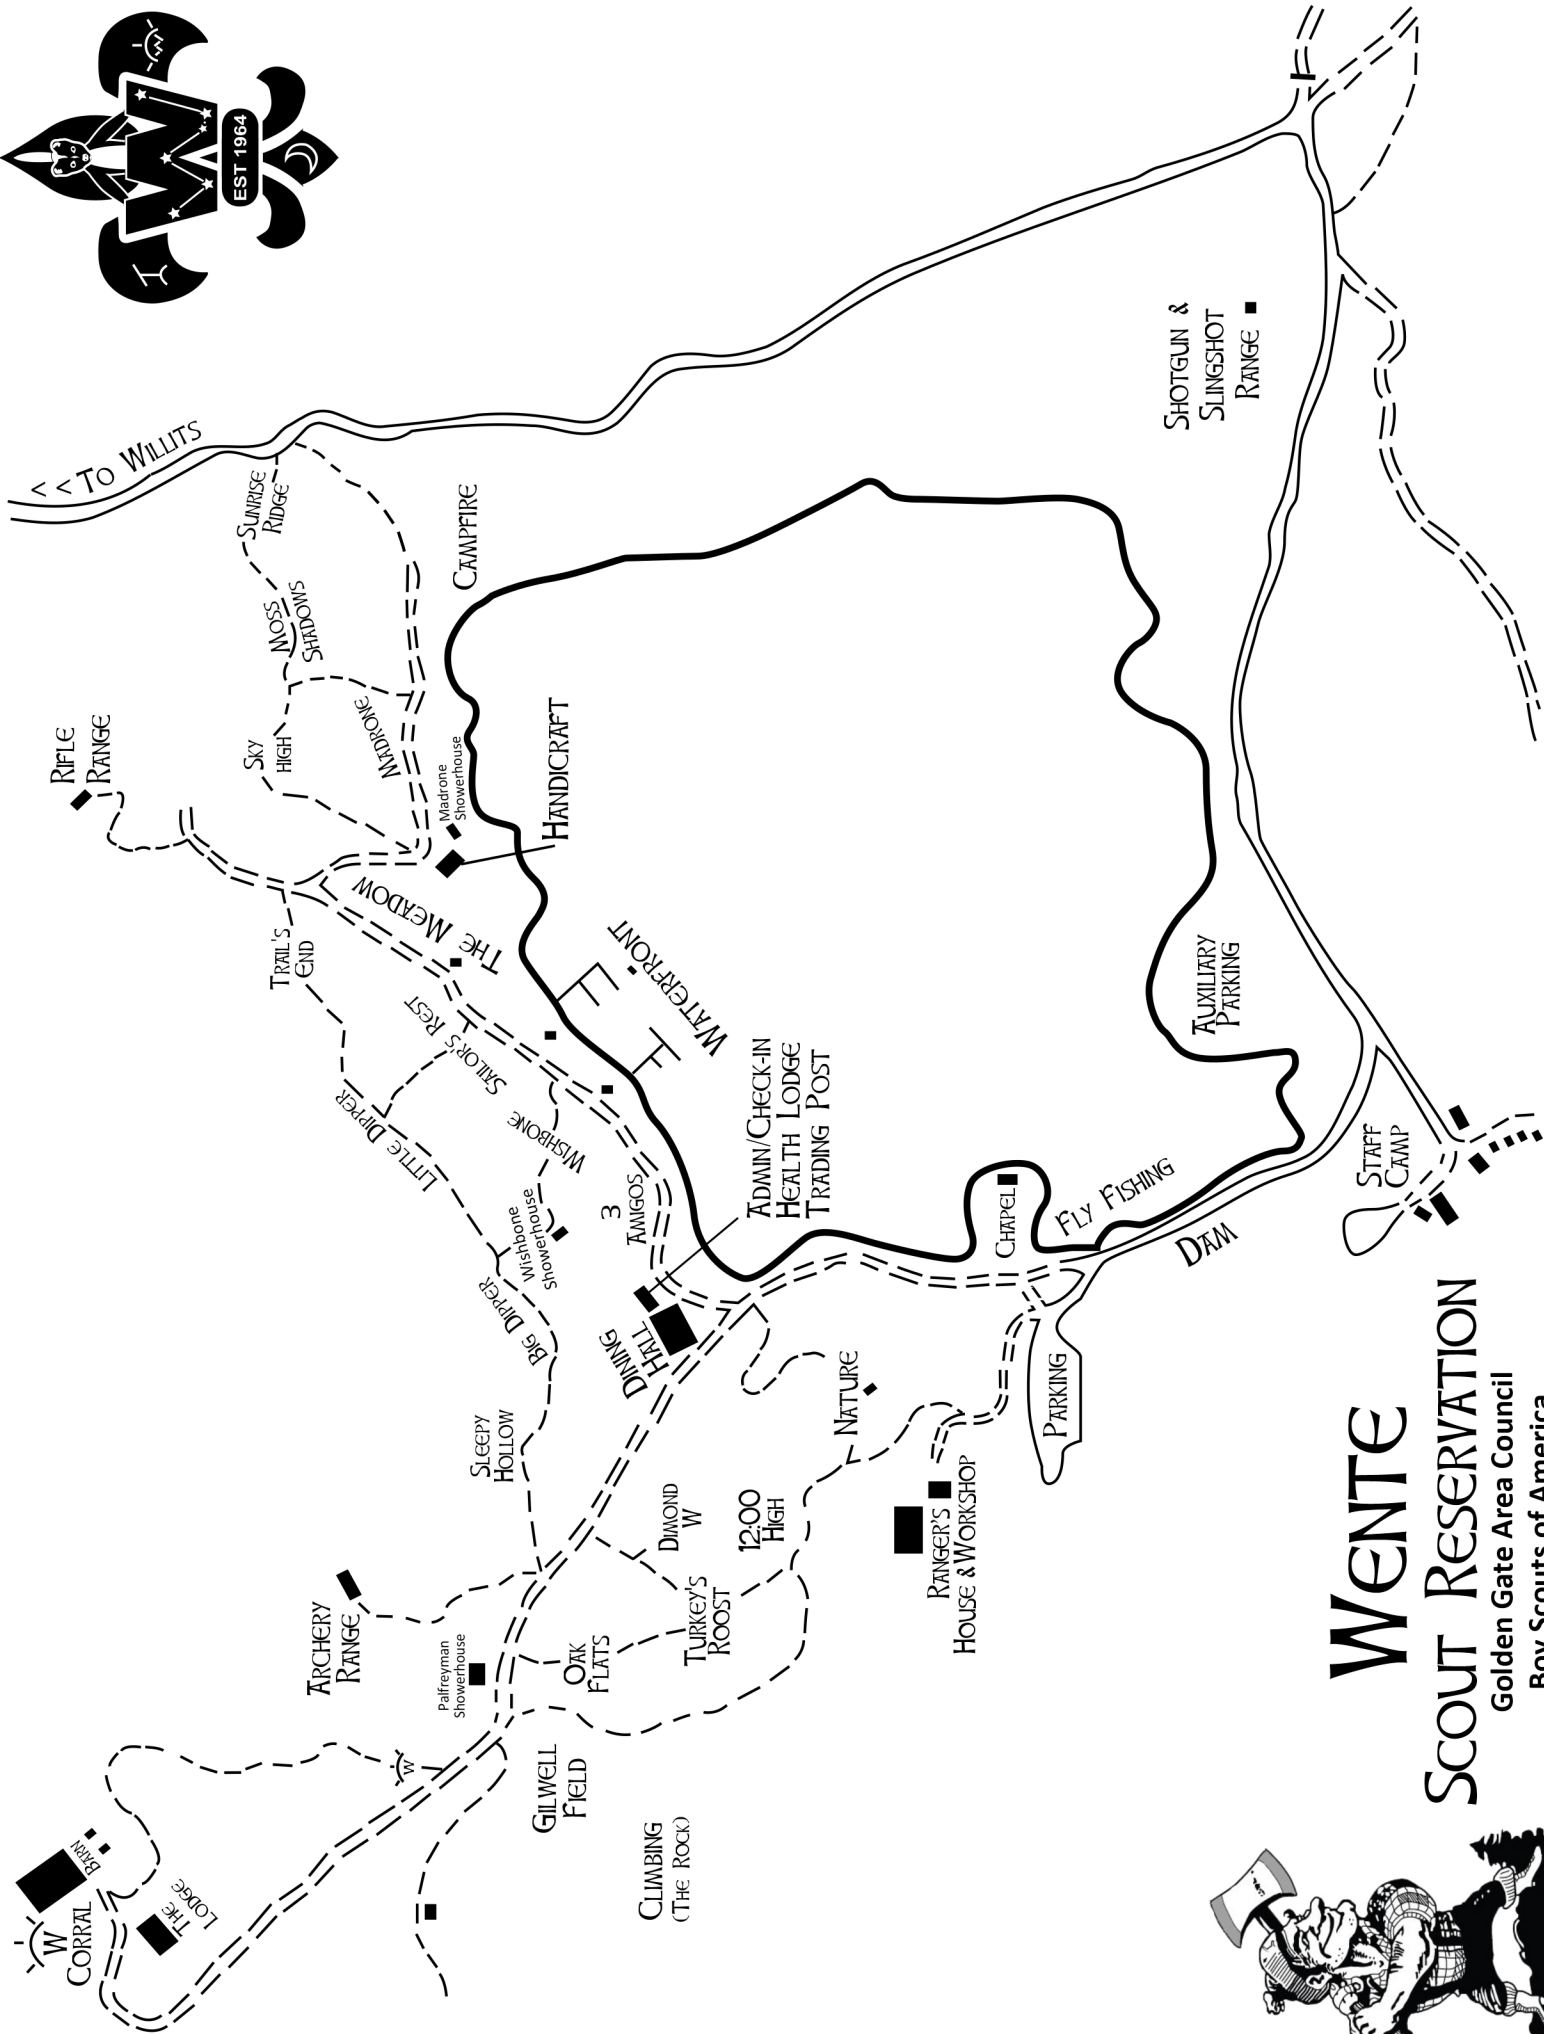 <<To Willits
EST 1964
Sunrise
Ridge
Moss
Shadows
Sky
High
Madrone
Campfire
Rifle
Range
Madrone
Showerhouse
Handicraft
The Meadow
Trail's
End
Sailor's Rest
Waterfront
Little Dipper
Wishbone
Wishbone
Showerhouse
3
Amigos
Admin/Check-in
Health Lodge
Trading Post
Big Dipper
Dining
Hall
Sleepy
Hollow
Shotgun &
Slingshot
Range
Auxiliary
Parking
Staff
Camp
Chapel
Fly Fishing
Dam
Parking
Nature
Ranger's
House & Workshop
Dimond
W
12:00
High
Turkey's
Roost
Oak
Flats
Archery
Range
Palfreyman
Showerhouse
W
Gilwell
Field
Climbing
(The Rock)
Barn
The
Lodge
W
Corral
Wente
Scout Reservation
Golden Gate Area Council
Boy Scouts of America